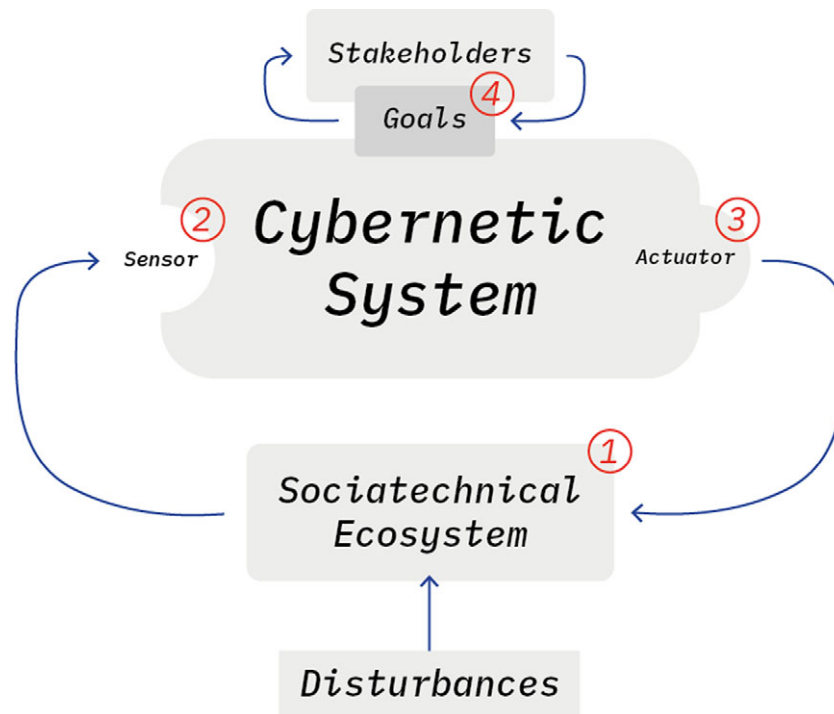 Stakeholders
4
Goals
2
Cybernetic
System
3
Sensor
Actuator
1
Sociatechnical
Ecosystem
Disturbances